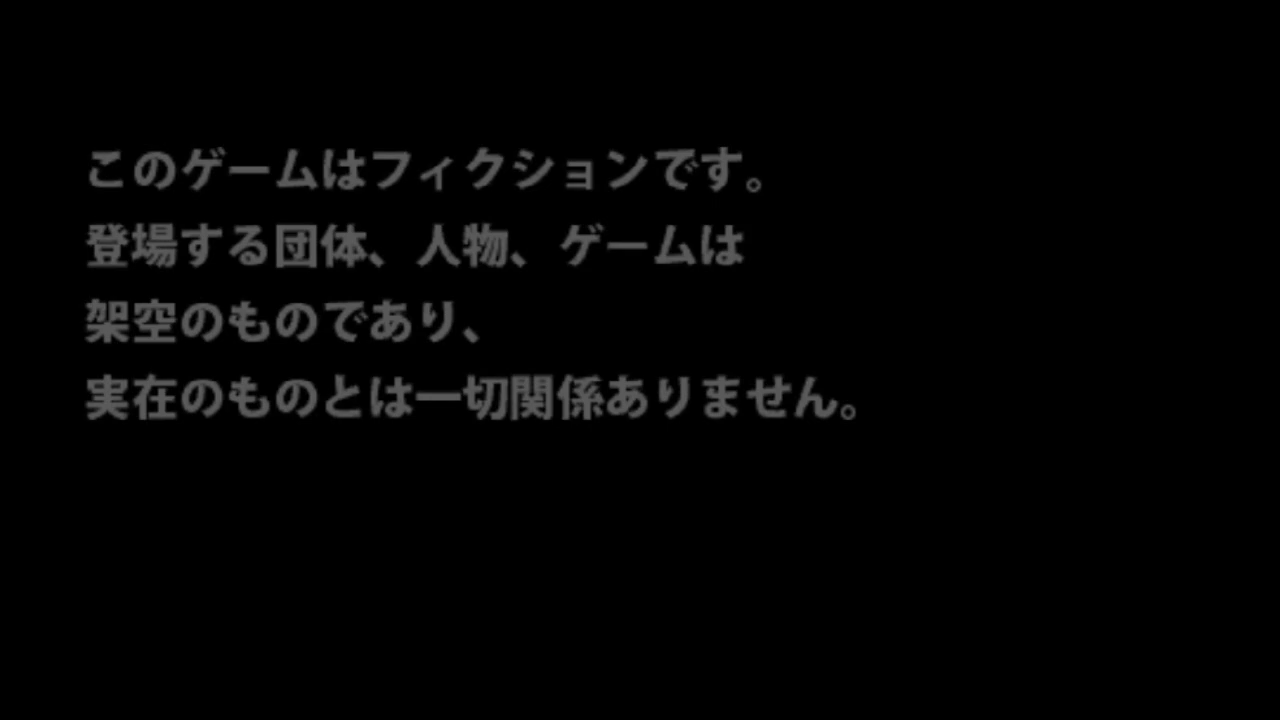 このゲームはフィクションです。
登場する団体、人物、ゲームは
架空のものであり、
実在のものとは一切関係ありません。